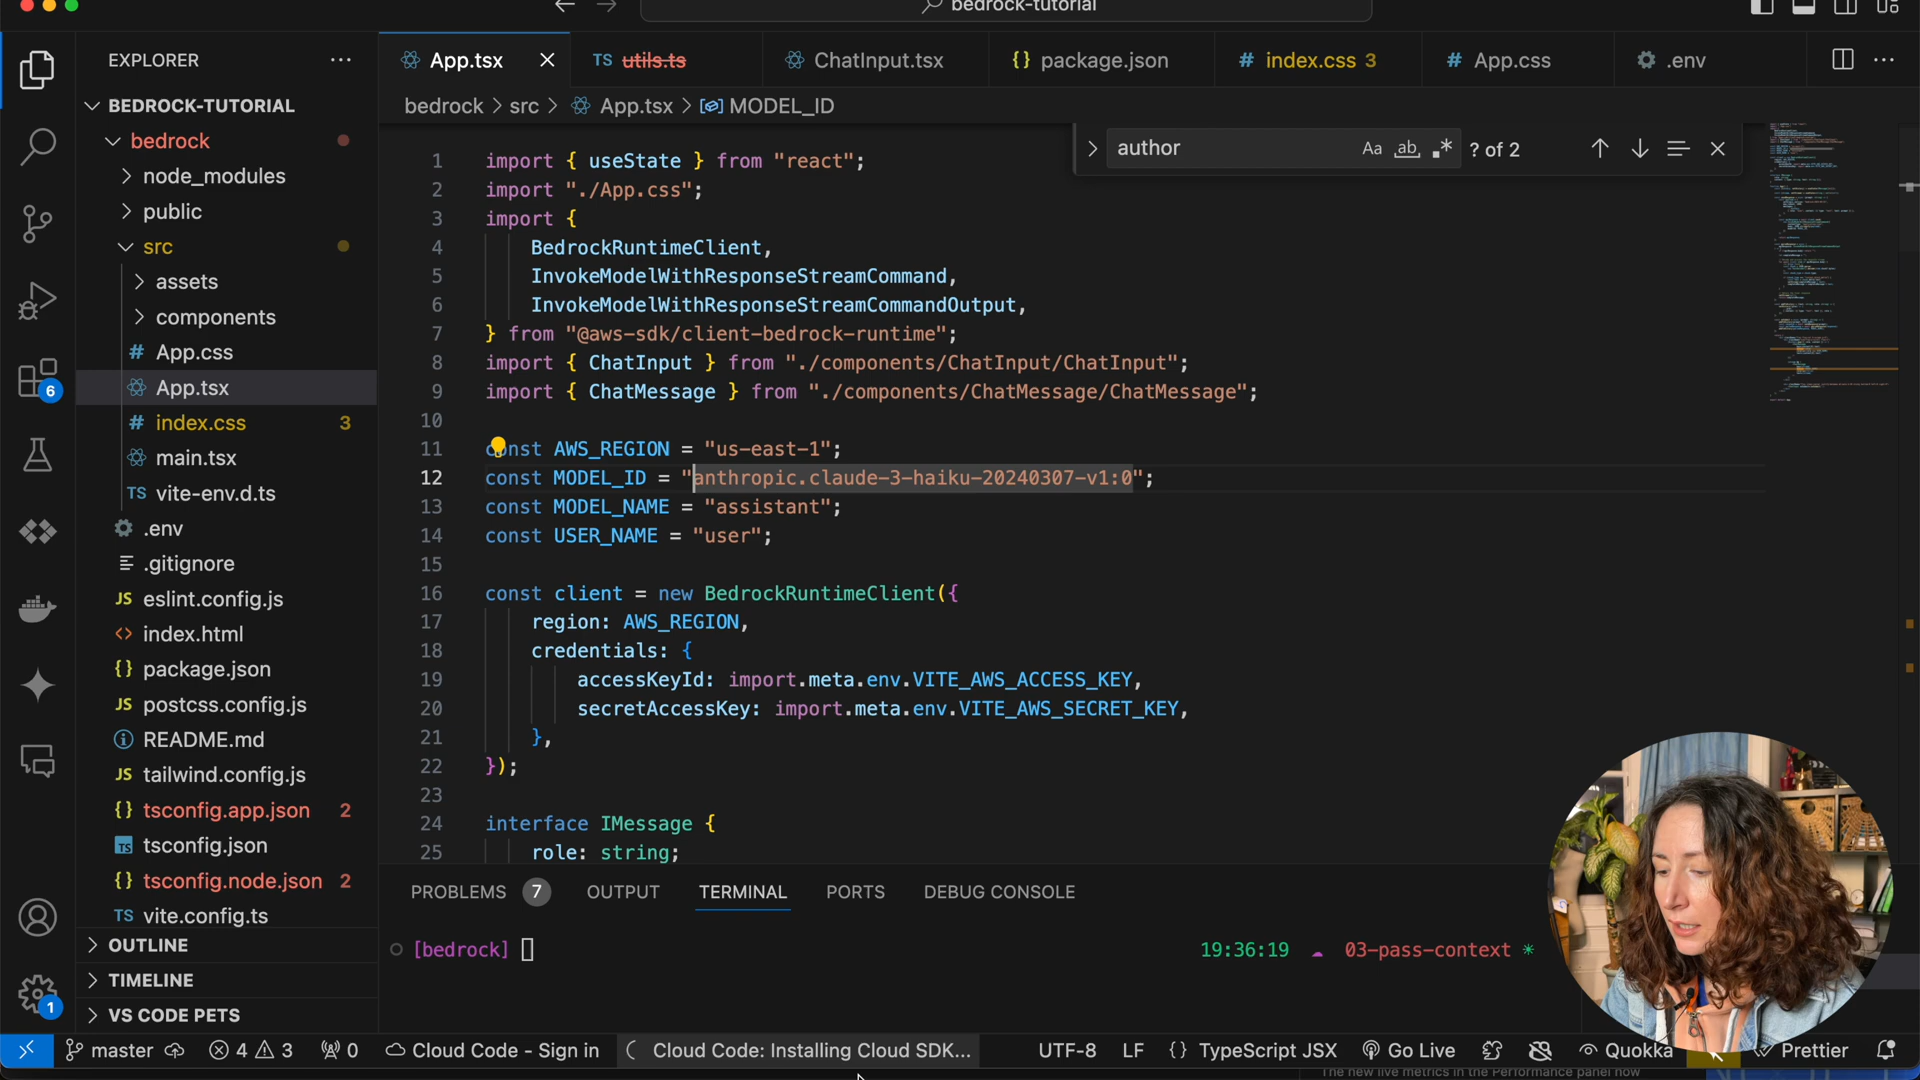 bedrock-tutorial
EXPLORER
App.tsx
TS utils.ts
ChatInput.tsx
{} package.json
# index.css 3
# App.css
.env
BEDROCK-TUTORIAL
bedrock > src > App.tsx > MODEL_ID
bedrock
node_modules
public
src
assets
components
# App.css
App.tsx
# index.css 3
main.tsx
TS vite-env.d.ts
.env
.gitignore
JS eslint.config.js
<> index.html
{} package.json
JS postcss.config.js
README.md
JS tailwind.config.js
{} tsconfig.app.json 2
TS tsconfig.json
{} tsconfig.node.json 2
TS vite.config.ts
OUTLINE
TIMELINE
VS CODE PETS
6
1
author
Aa ab .* ? of 2
1 import { useState } from "react";
2 import "./App.css";
3 import {
4 BedrockRuntimeClient,
5 InvokeModelWithResponseStreamCommand,
6 InvokeModelWithResponseStreamCommandOutput,
7 } from "@aws-sdk/client-bedrock-runtime";
8 import { ChatInput } from "./components/ChatInput/ChatInput";
9 import { ChatMessage } from "./components/ChatMessage/ChatMessage";
10
11 const AWS_REGION = "us-east-1";
12 const MODEL_ID = "anthropic.claude-3-haiku-20240307-v1:0";
13 const MODEL_NAME = "assistant";
14 const USER_NAME = "user";
15
16 const client = new BedrockRuntimeClient({
17 region: AWS_REGION,
18 credentials: {
19 accessKeyId: import.meta.env.VITE_AWS_ACCESS_KEY,
20 secretAccessKey: import.meta.env.VITE_AWS_SECRET_KEY,
21 },
22 });
23
24 interface IMessage {
25 role: string;
PROBLEMS 7 OUTPUT TERMINAL PORTS DEBUG CONSOLE
[bedrock] 19:36:19 03-pass-context *
master 4 3 0 Cloud Code - Sign in Cloud Code: Installing Cloud SDK... UTF-8 LF {} TypeScript JSX Go Live Quokka Prettier
The new live metrics in the Performance panel now